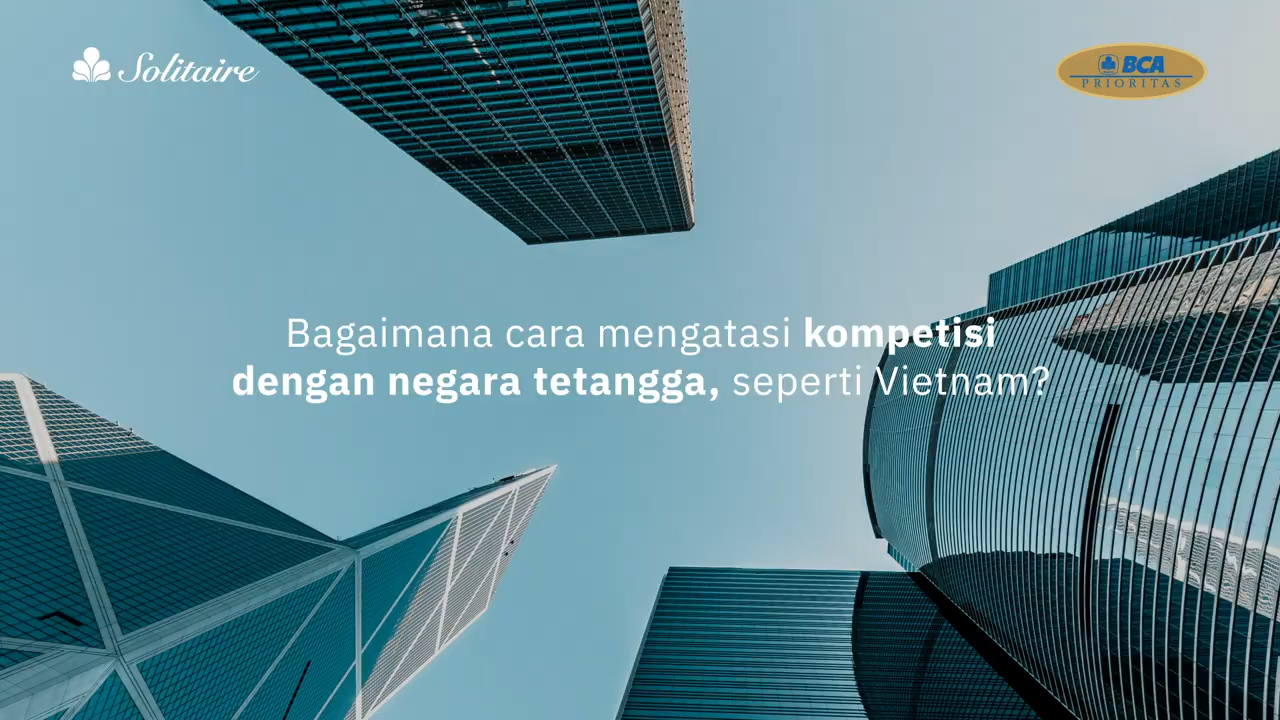 Solitaire
BCA
PRIORITAS
Bagaimana cara mengatasi kompetisi
dengan negara tetangga, seperti Vietnam?